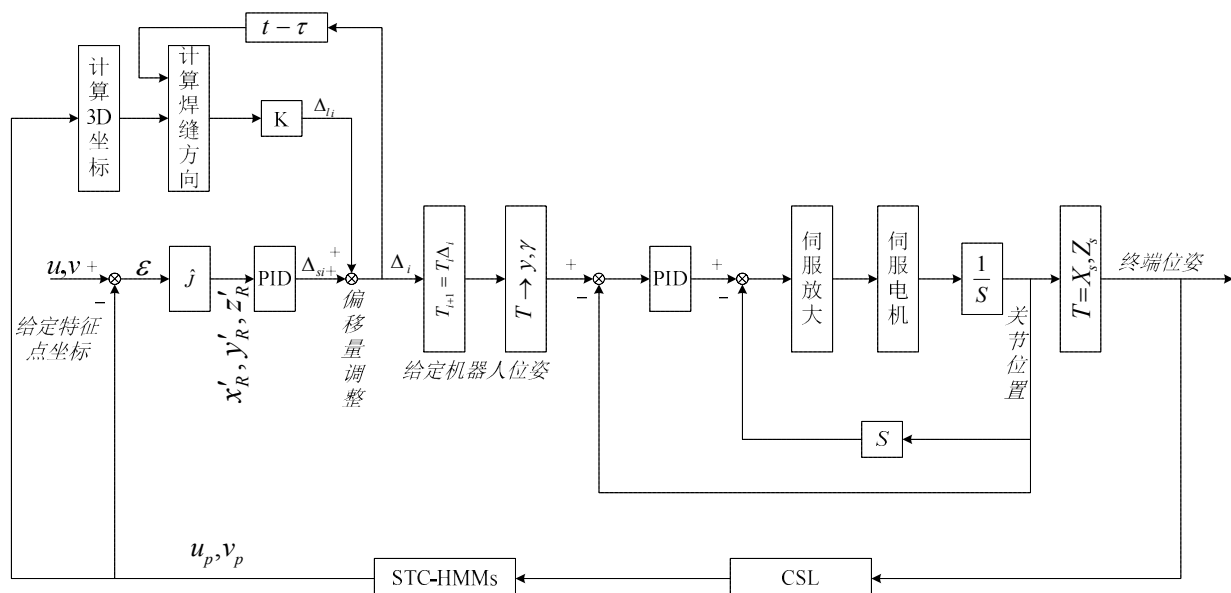 t − τ
计算3D坐标
计算焊缝方向
K
Δ_{li}
u,v
+
−
ε
ĵ
x'_R, y'_R, z'_R
PID
Δ_{si}
+
+
Δ_i
T_{i+1} = T_iΔ_i
T → y, γ
+
−
PID
+
−
伺服放大
伺服电机
1/S
T = X_s, Z_s
终端位姿
给定特征点坐标
偏移量调整
给定机器人位姿
关节位置
S
u_p, v_p
STC-HMMs
CSL